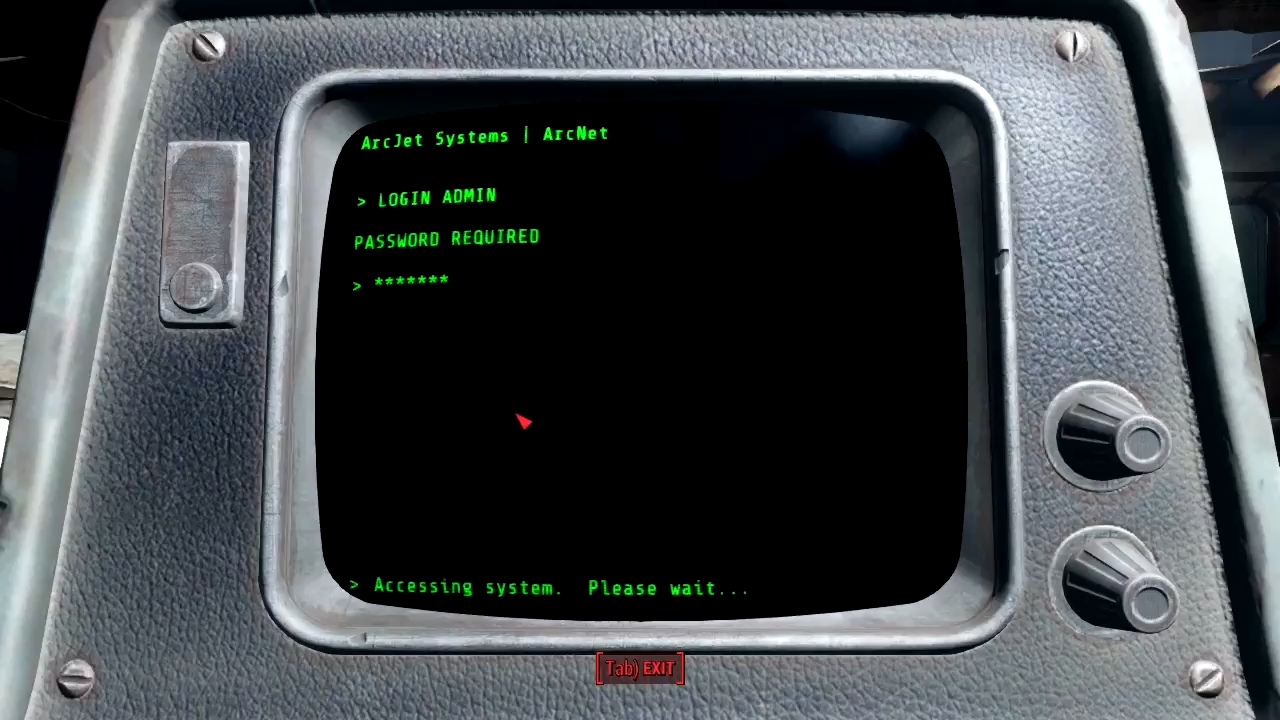 ArcJet Systems | ArcNet
> LOGIN ADMIN
PASSWORD REQUIRED
> *******
> Accessing system.  Please wait...
Tab) EXIT